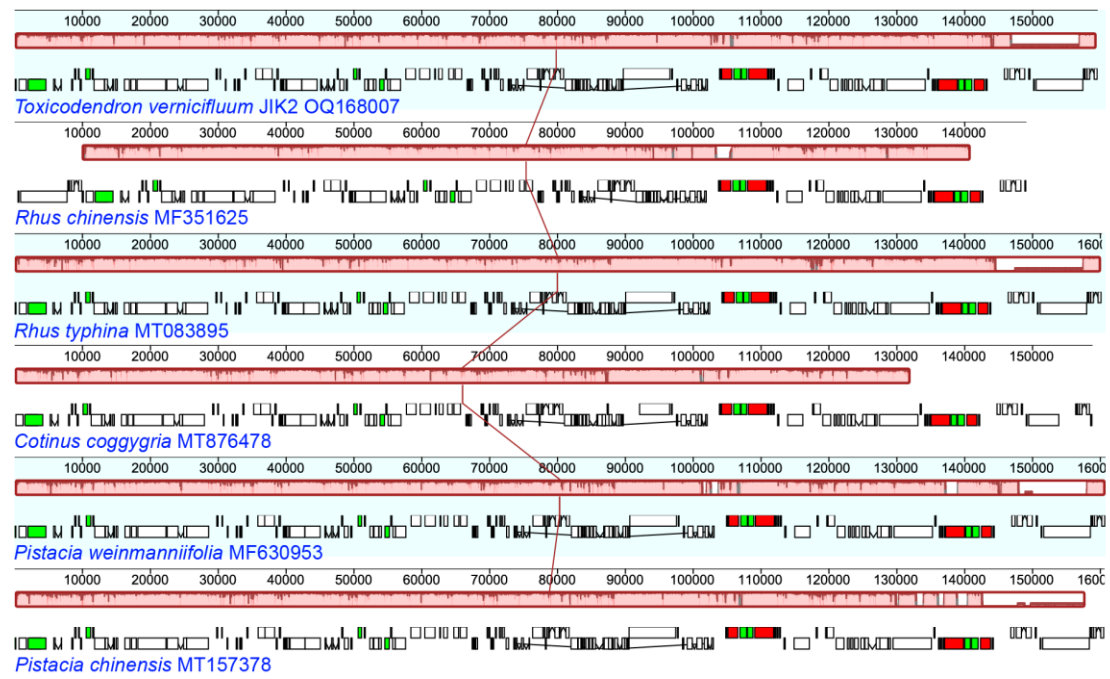 10000 20000 30000 40000 50000 60000 70000 80000 90000 100000 110000 120000 130000 140000 150000
Toxicodendron vernicifluum JIK2 OQ168007
10000 20000 30000 40000 50000 60000 70000 80000 90000 100000 110000 120000 130000 140000
Rhus chinensis MF351625
10000 20000 30000 40000 50000 60000 70000 80000 90000 100000 110000 120000 130000 140000 150000 1600
Rhus typhina MT083895
10000 20000 30000 40000 50000 60000 70000 80000 90000 100000 110000 120000 130000 140000 150000
Cotinus coggygria MT876478
10000 20000 30000 40000 50000 60000 70000 80000 90000 100000 110000 120000 130000 140000 150000 1600
Pistacia weinmanniifolia MF630953
10000 20000 30000 40000 50000 60000 70000 80000 90000 100000 110000 120000 130000 140000 150000 1600
Pistacia chinensis MT157378